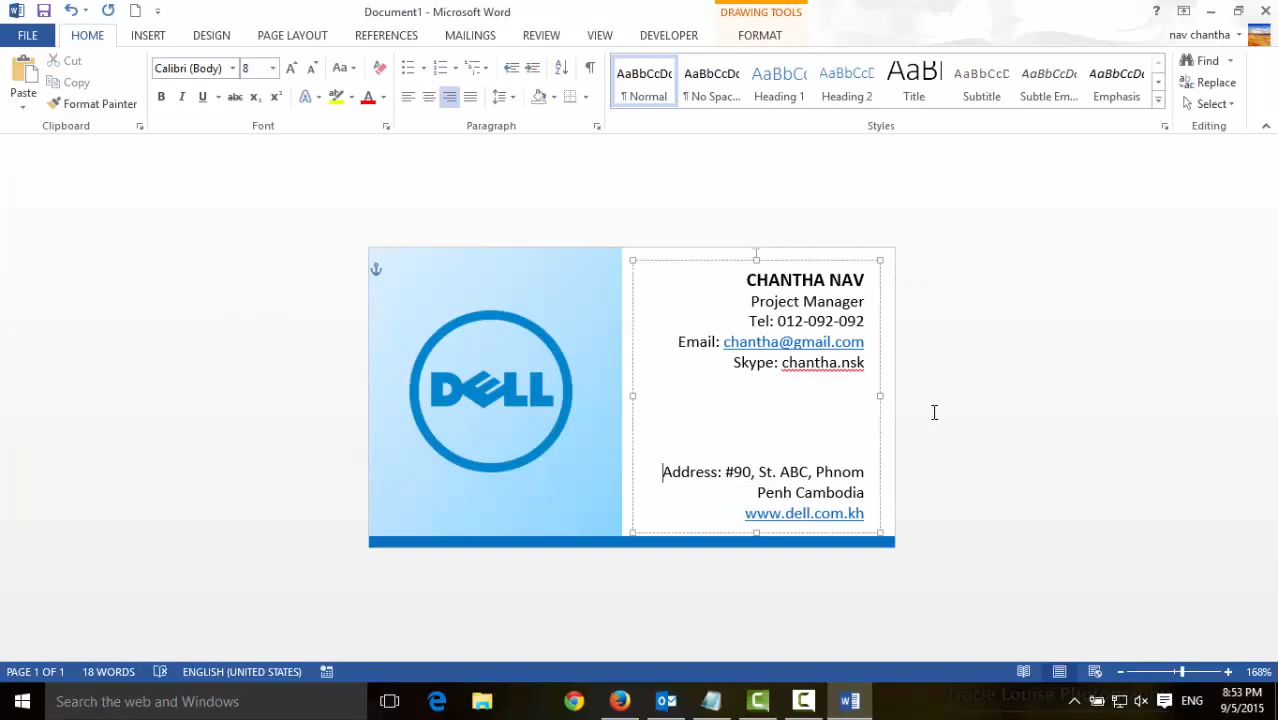 Document1 - Microsoft Word
DRAWING TOOLS
?
FILE HOME INSERT DESIGN PAGE LAYOUT REFERENCES MAILINGS REVIEW VIEW DEVELOPER FORMAT
nav chantha
Paste
Cut
Copy
Format Painter
Clipboard
Calibri (Body) 8
Font
Paragraph
AaBbCcDc AaBbCcDc AaBbCc AaBbCcD AaBl AaBbCcD AaBbCcDc AaBbCcDc
¶ Normal ¶ No Spac... Heading 1 Heading 2 Title Subtitle Subtle Em... Emphasis
Styles
Find
Replace
Select
Editing
DELL
CHANTHA NAV
Project Manager
Tel: 012-092-092
Email: chantha@gmail.com
Skype: chantha.nsk
Address: #90, St. ABC, Phnom
Penh Cambodia
www.dell.com.kh
PAGE 1 OF 1 18 WORDS ENGLISH (UNITED STATES) 168%
Search the web and Windows
Tracie Louise Photography
ENG
8:53 PM
9/5/2015